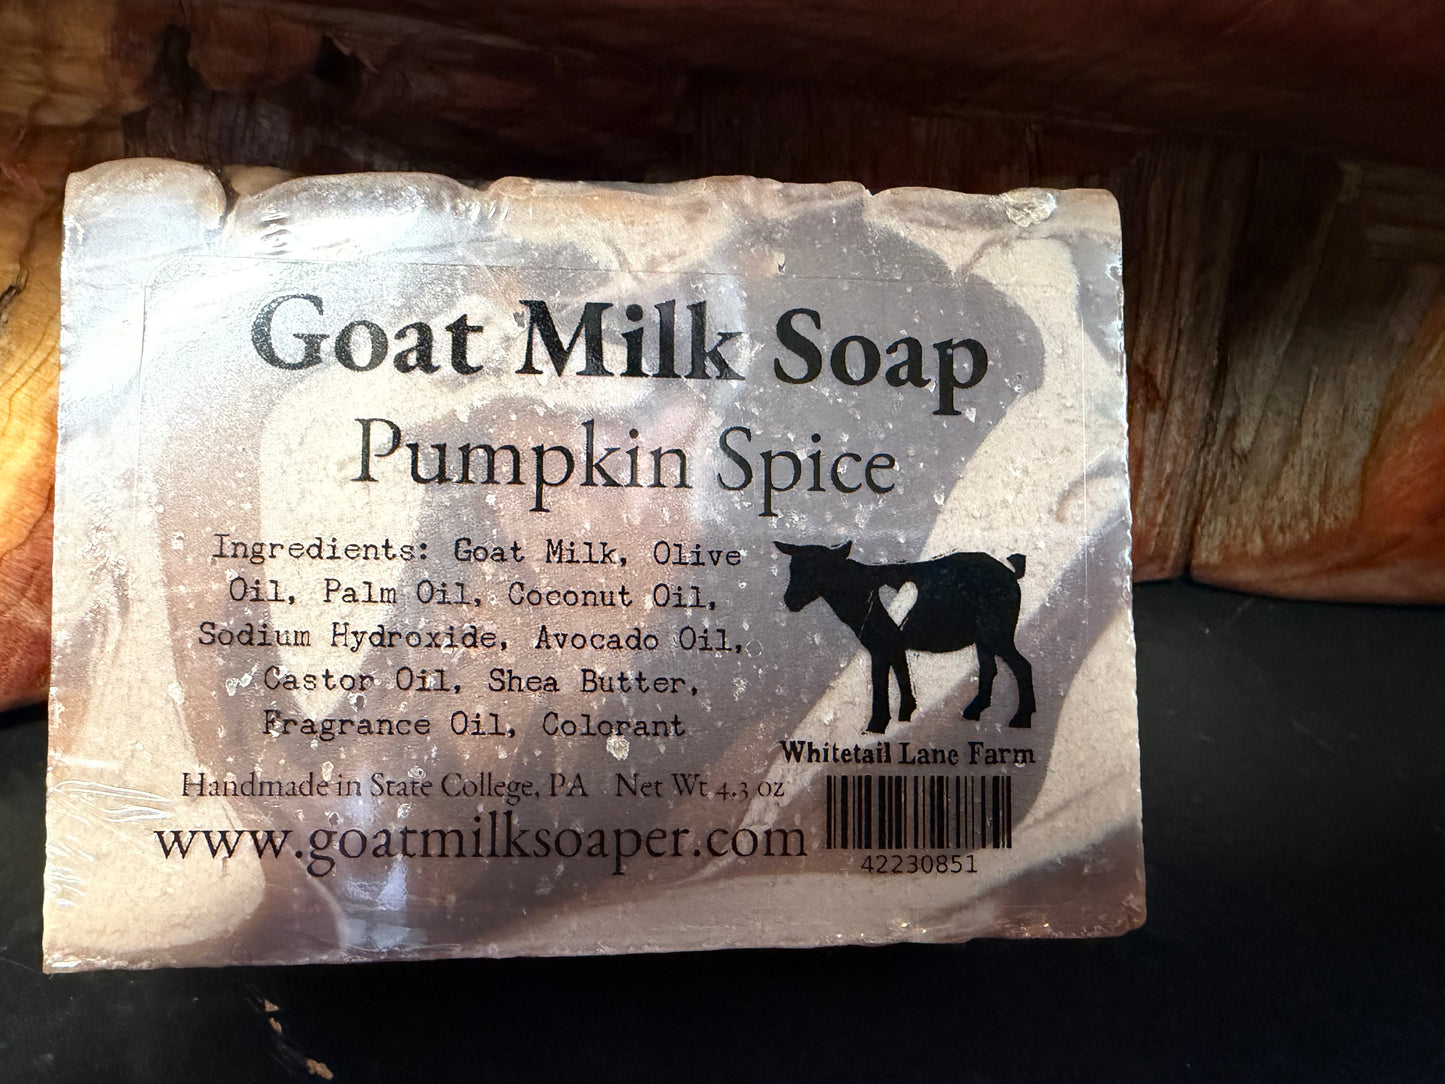 Goat Milk Soap
Pumpkin Spice
Ingredients: Goat Milk, Olive
Oil, Palm Oil, Coconut Oil,
Sodium Hydroxide, Avocado Oil,
Castor Oil, Shea Butter,
Fragrance Oil, Colorant
Whitetail Lane Farm
Handmade in State College, PA Net Wt 4.3 oz
www.goatmilksoaper.com
42230851